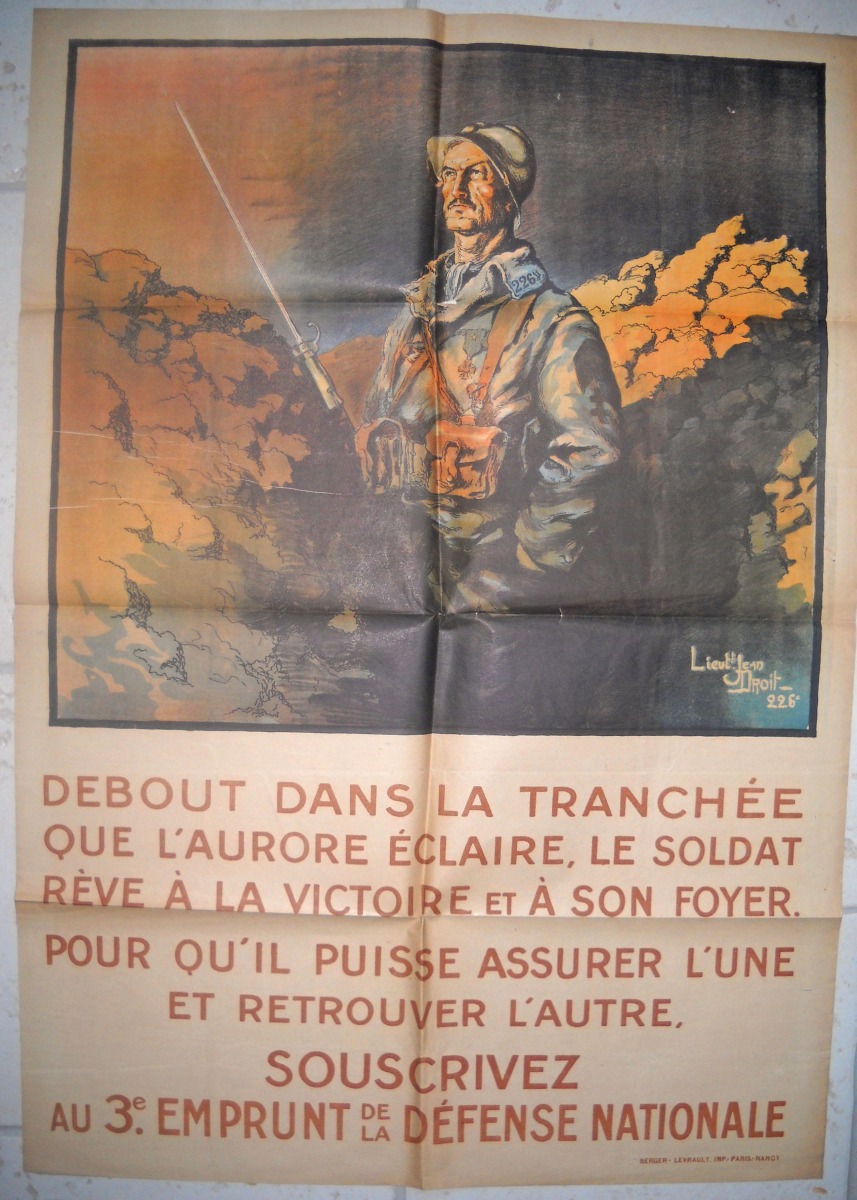 226
Lieut Jean
DROIT
226e
DEBOUT DANS LA TRANCHÉE
QUE L'AURORE ÉCLAIRE, LE SOLDAT
RÊVE À LA VICTOIRE ET À SON FOYER.
POUR QU'IL PUISSE ASSURER L'UNE
ET RETROUVER L'AUTRE,
SOUSCRIVEZ
AU 3e. EMPRUNT DE LA DÉFENSE NATIONALE
BERGER-LEVRAULT, IMP. PARIS-NANCY